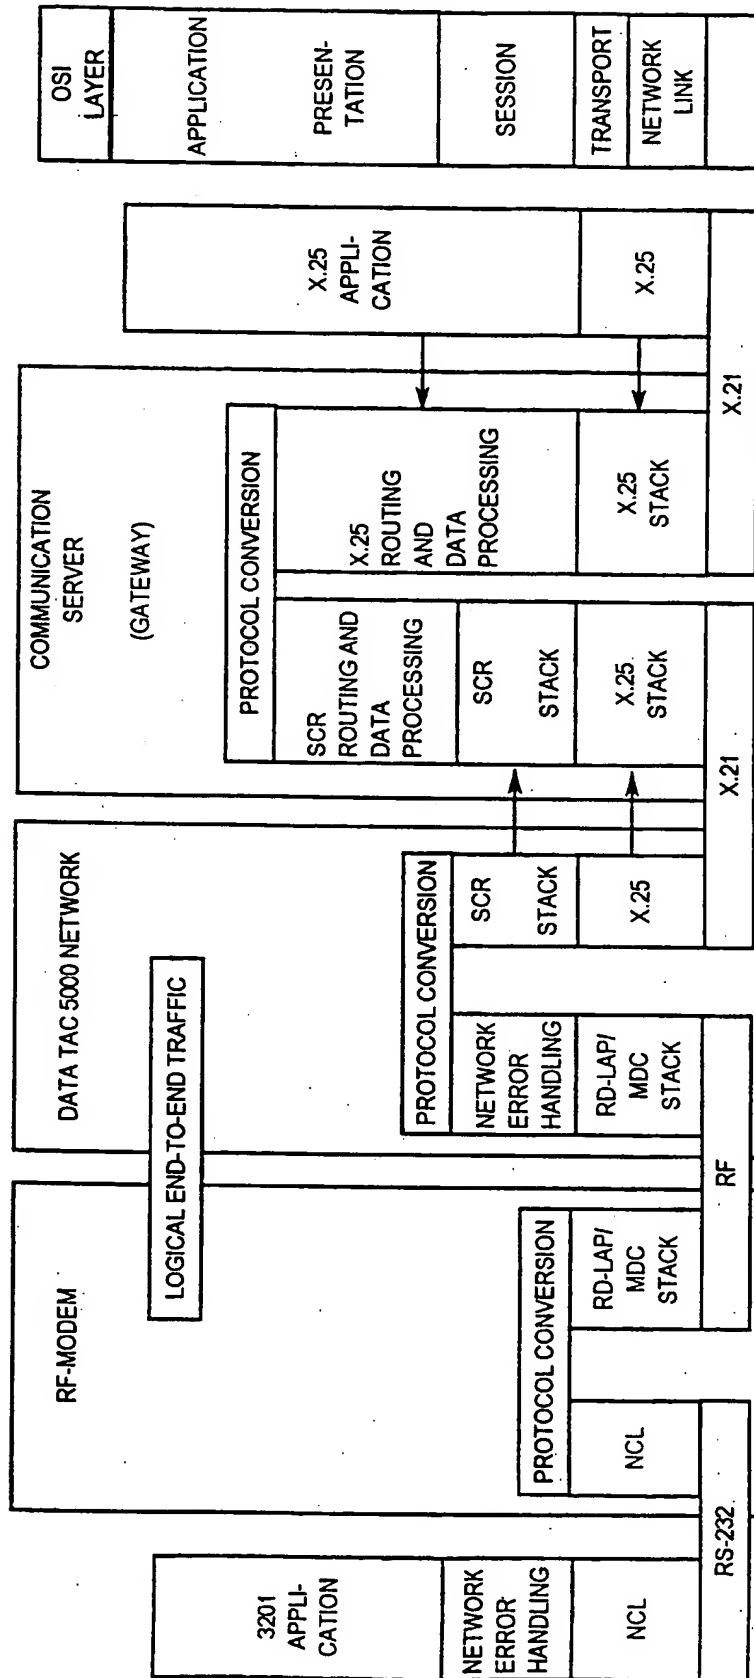 3201
APPLI-
CATION
NETWORK
ERROR
HANDLING
NCL
RS-232
RF-MODEM
PROTOCOL CONVERSION
NCL
RD-LAP/
MDC
STACK
LOGICAL END-TO-END TRAFFIC
RF
DATA TAC 5000 NETWORK
PROTOCOL CONVERSION
NETWORK
ERROR
HANDLING
RD-LAP/
MDC
STACK
SCR
STACK
X.25
X.21
COMMUNICATION
SERVER
(GATEWAY)
PROTOCOL CONVERSION
SCR
ROUTING AND
DATA
PROCESSING
SCR
STACK
X.25
STACK
X.25
ROUTING
AND
DATA
PROCESSING
X.25
STACK
X.21
X.25
APPLI-
CATION
X.25
OSI
LAYER
APPLICATION
PRESEN-
TATION
SESSION
TRANSPORT
NETWORK
LINK